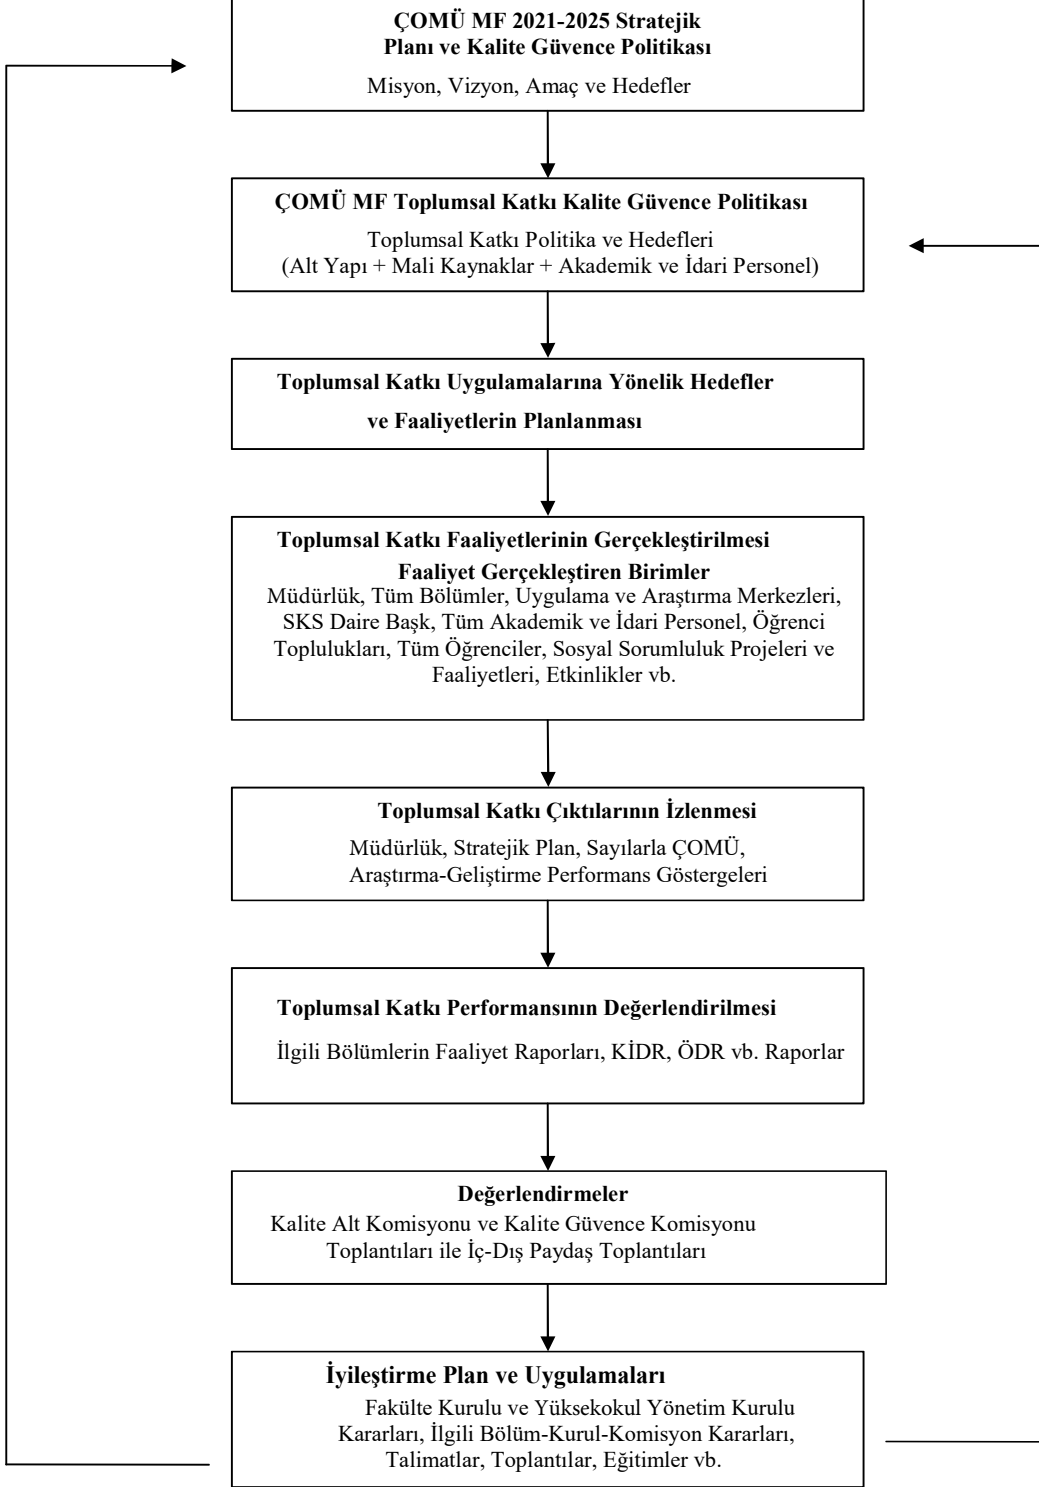 ÇOMÜ MF 2021-2025 Stratejik
Planı ve Kalite Güvence Politikası
Misyon, Vizyon, Amaç ve Hedefler
ÇOMÜ MF Toplumsal Katkı Kalite Güvence Politikası
Toplumsal Katkı Politika ve Hedefleri
(Alt Yapı + Mali Kaynaklar + Akademik ve İdari Personel)
Toplumsal Katkı Uygulamalarına Yönelik Hedefler
ve Faaliyetlerin Planlanması
Toplumsal Katkı Faaliyetlerinin Gerçekleştirilmesi
Faaliyet Gerçekleştiren Birimler
Müdürlük, Tüm Bölümler, Uygulama ve Araştırma Merkezleri,
SKS Daire Başk, Tüm Akademik ve İdari Personel, Öğrenci
Toplulukları, Tüm Öğrenciler, Sosyal Sorumluluk Projeleri ve
Faaliyetleri, Etkinlikler vb.
Toplumsal Katkı Çıktılarının İzlenmesi
Müdürlük, Stratejik Plan, Sayılarla ÇOMÜ,
Araştırma-Geliştirme Performans Göstergeleri
Toplumsal Katkı Performansının Değerlendirilmesi
İlgili Bölümlerin Faaliyet Raporları, KİDR, ÖDR vb. Raporlar
Değerlendirmeler
Kalite Alt Komisyonu ve Kalite Güvence Komisyonu
Toplantıları ile İç-Dış Paydaş Toplantıları
İyileştirme Plan ve Uygulamaları
Fakülte Kurulu ve Yüksekokul Yönetim Kurulu
Kararları, İlgili Bölüm-Kurul-Komisyon Kararları,
Talimatlar, Toplantılar, Eğitimler vb.